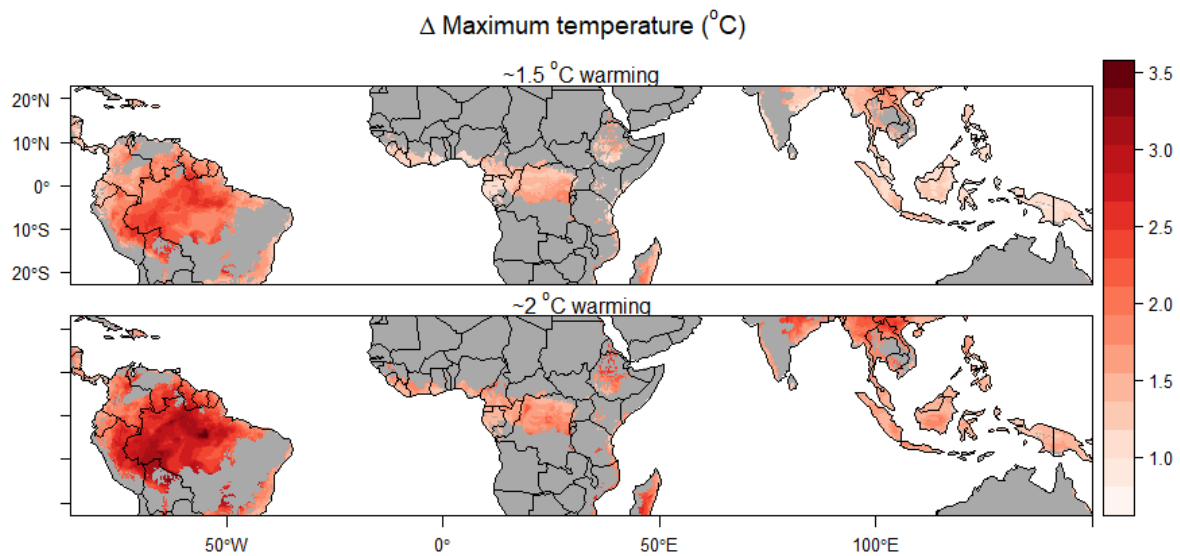 Δ Maximum temperature (°C)
~1.5 °C warming
20°N
10°N
0°
10°S
20°S
~2 °C warming
50°W
0°
50°E
100°E
3.5
3.0
2.5
2.0
1.5
1.0